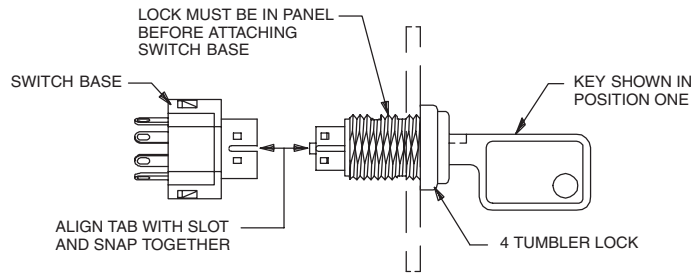 LOCK MUST BE IN PANEL
BEFORE ATTACHING
SWITCH BASE
SWITCH BASE
KEY SHOWN IN
POSITION ONE
ALIGN TAB WITH SLOT
AND SNAP TOGETHER
4 TUMBLER LOCK